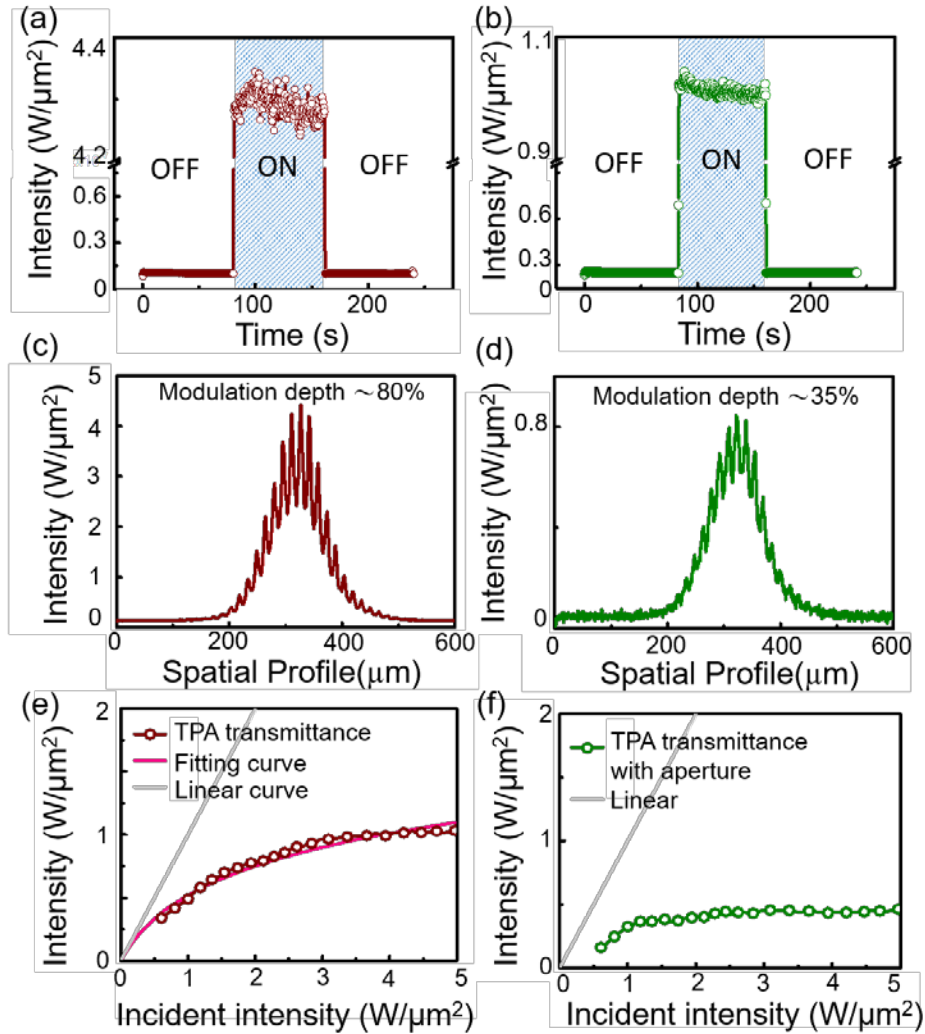 (a)
Intensity (W/μm²)
4.4
4.2
0.6
0.3
0
OFF
ON
OFF
0
100
200
Time (s)
(b)
Intensity (W/μm²)
1.1
0.9
0.6
0.3
0
OFF
ON
OFF
0
100
200
Time (s)
(c)
Intensity (W/μm²)
5
4
3
2
1
0
Modulation depth ~80%
0
200
400
600
Spatial Profile(μm)
(d)
Intensity (W/μm²)
0.8
0
Modulation depth ~35%
0
200
400
600
Spatial Profile(μm)
(e)
Intensity (W/μm²)
2
1
0
TPA transmittance
Fitting curve
Linear curve
0
1
2
3
4
5
Incident intensity (W/μm²)
(f)
Intensity (W/μm²)
2
1
0
TPA transmittance
with aperture
Linear
0
1
2
3
4
5
Incident intensity (W/μm²)